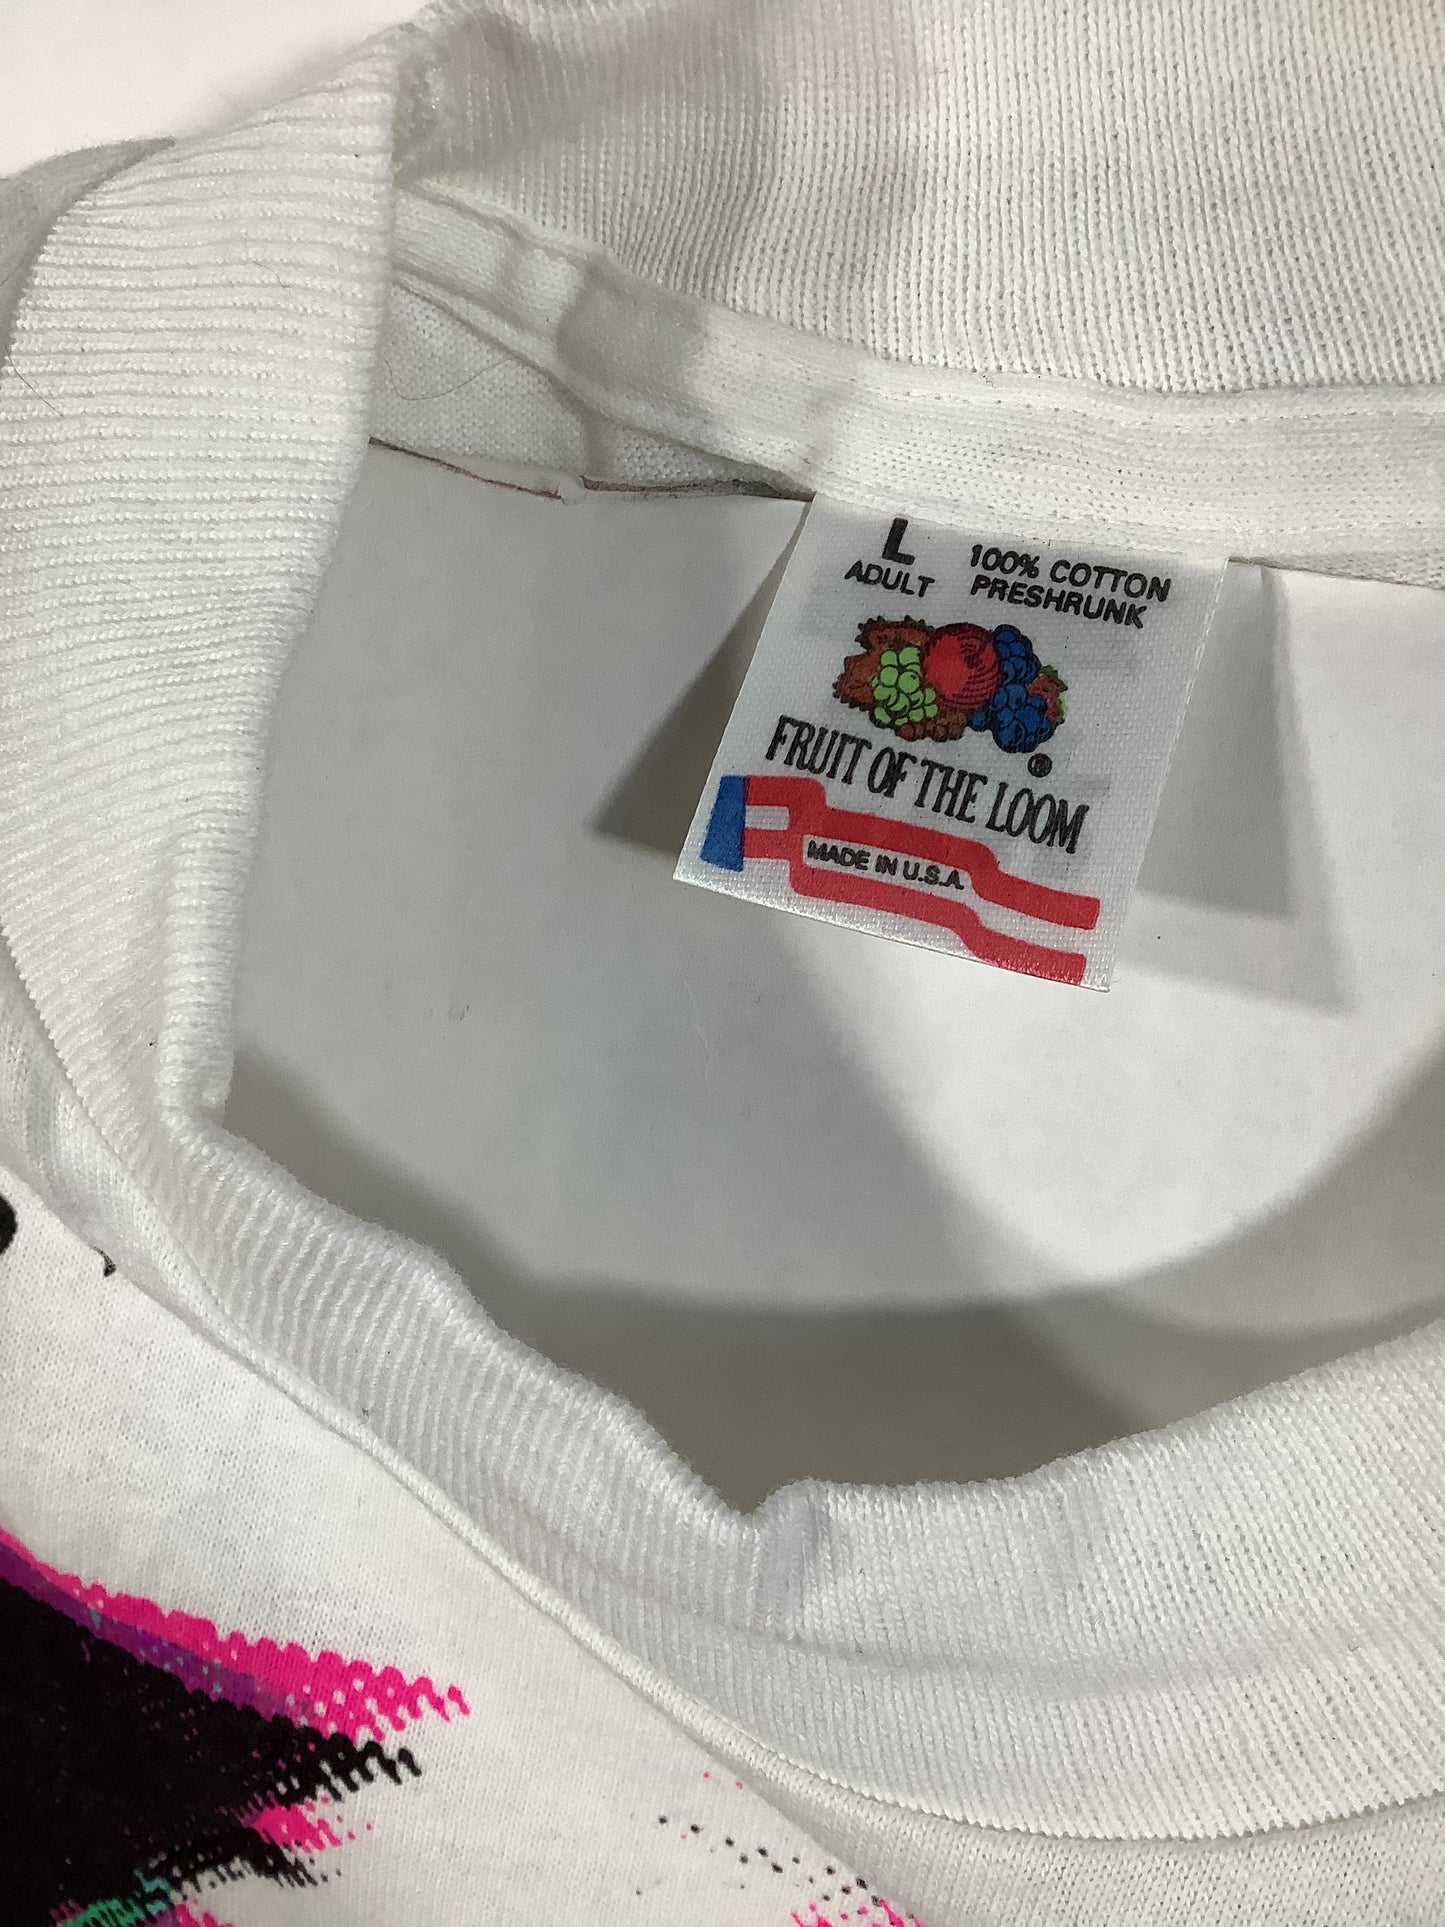 L
ADULT
100% COTTON
PRESHRUNK
FRUIT OF THE LOOM®
MADE IN U.S.A.